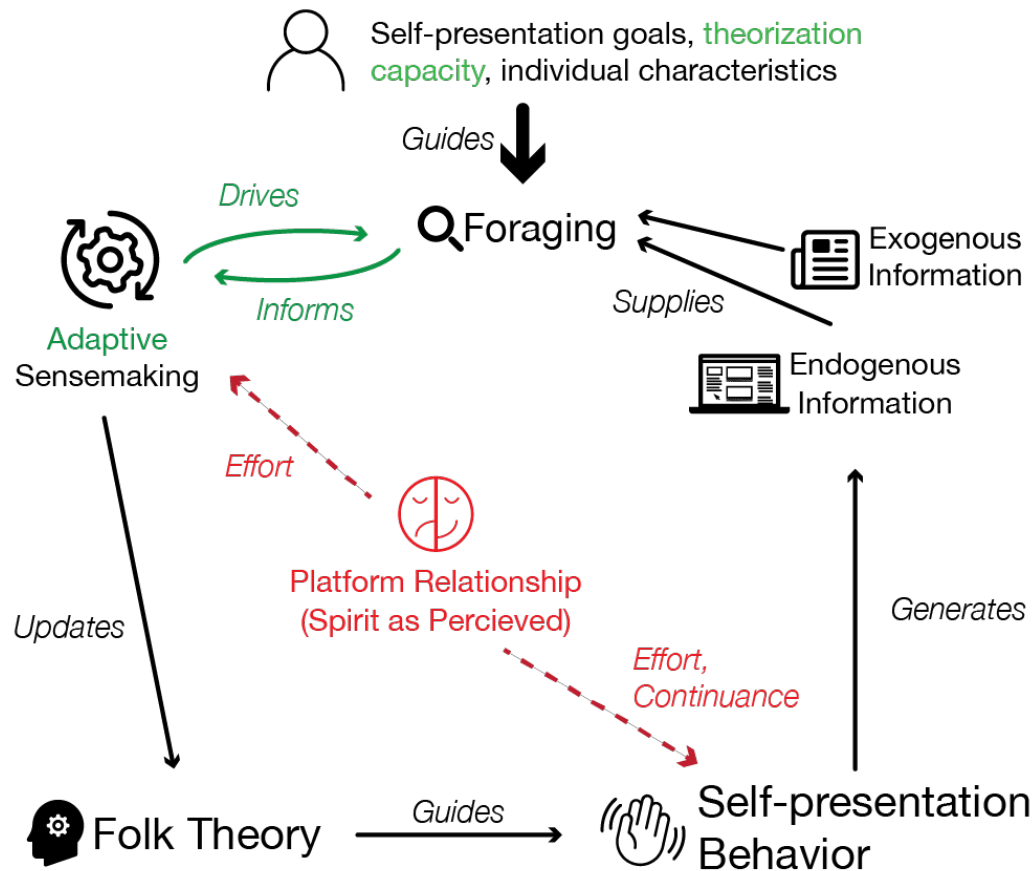 Self-presentation goals, theorization
capacity, individual characteristics
Guides
Drives
Foraging
Exogenous
Information
Informs
Supplies
Adaptive
Sensemaking
Endogenous
Information
Effort
Platform Relationship
(Spirit as Percieved)
Updates
Generates
Effort,
Continuance
Folk Theory
Guides
Self-presentation
Behavior